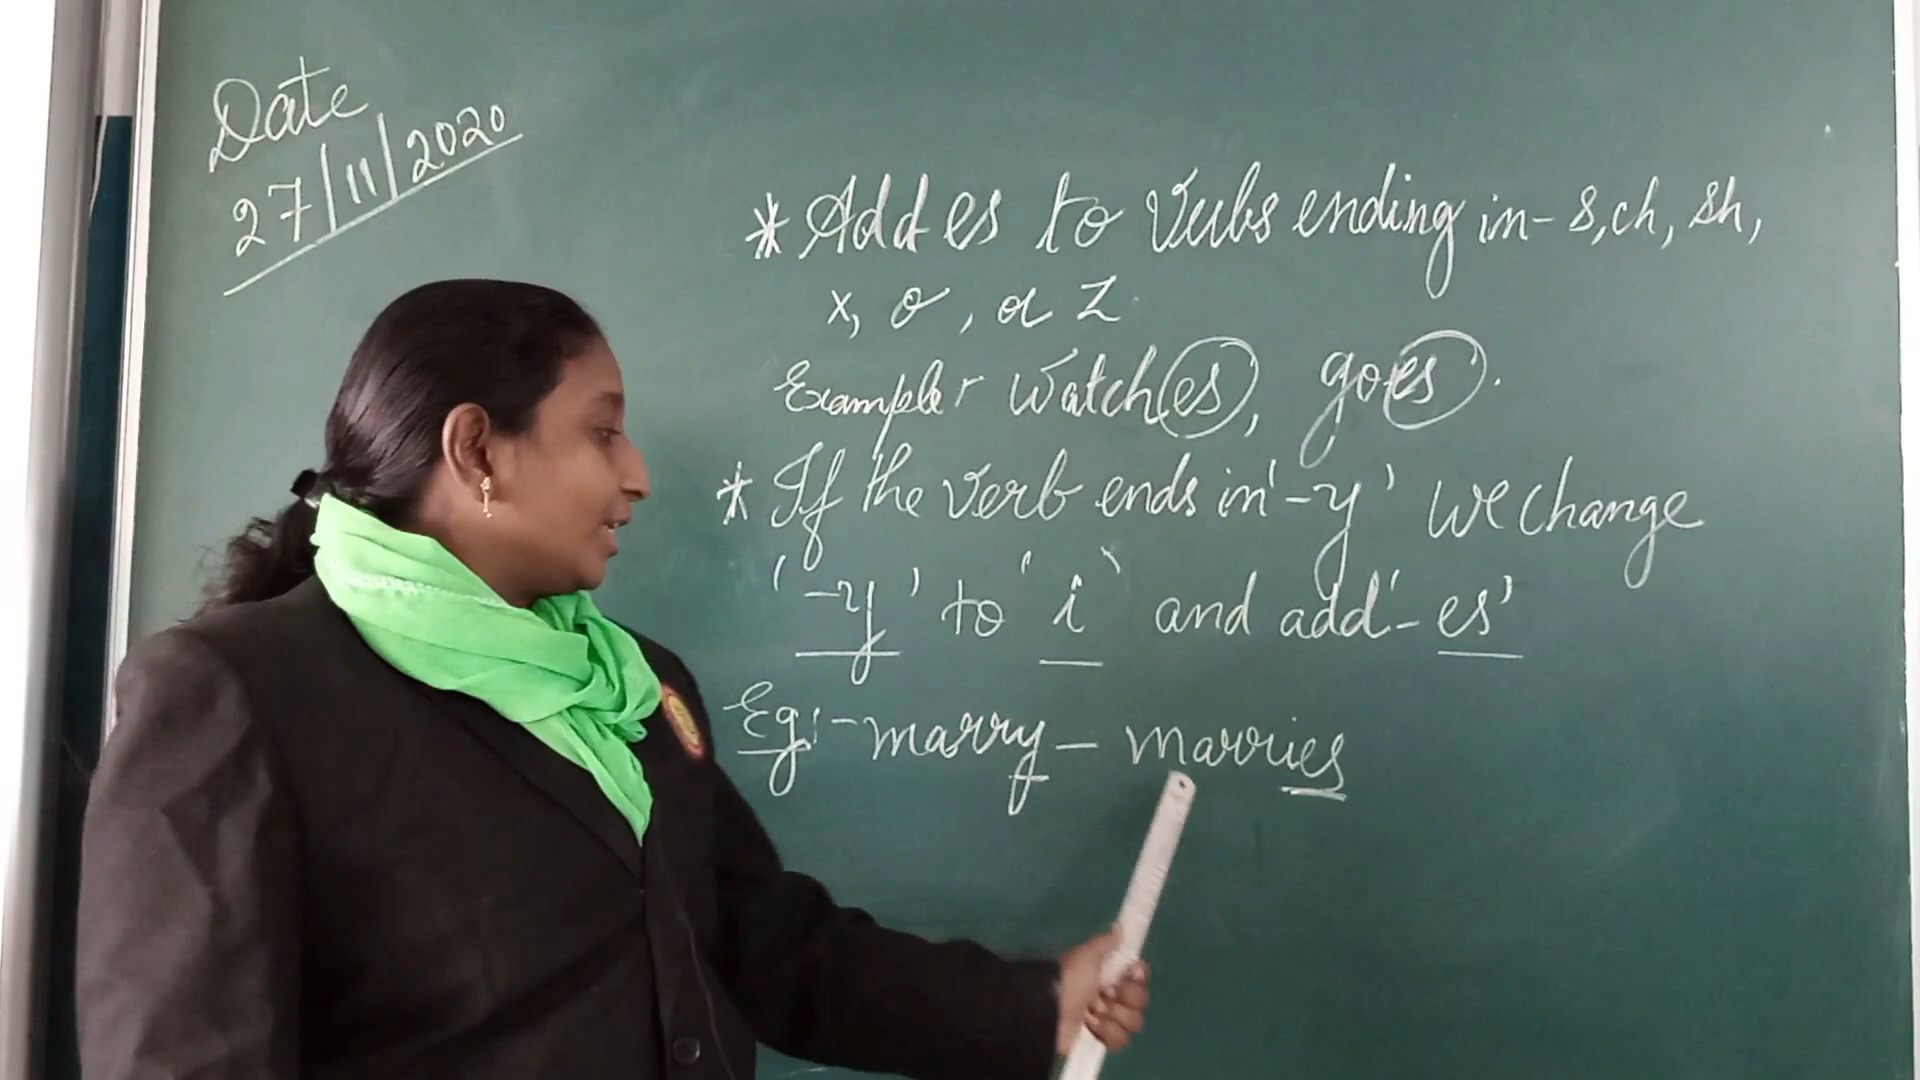 Date
27/11/2020
* Add es to Verbs ending in- s, ch, sh,
x, o, or z
Example:- watches, goes.
* If the verb ends in '-y' we change
'-y' to 'i' and add '-es'
Eg:- marry - marries